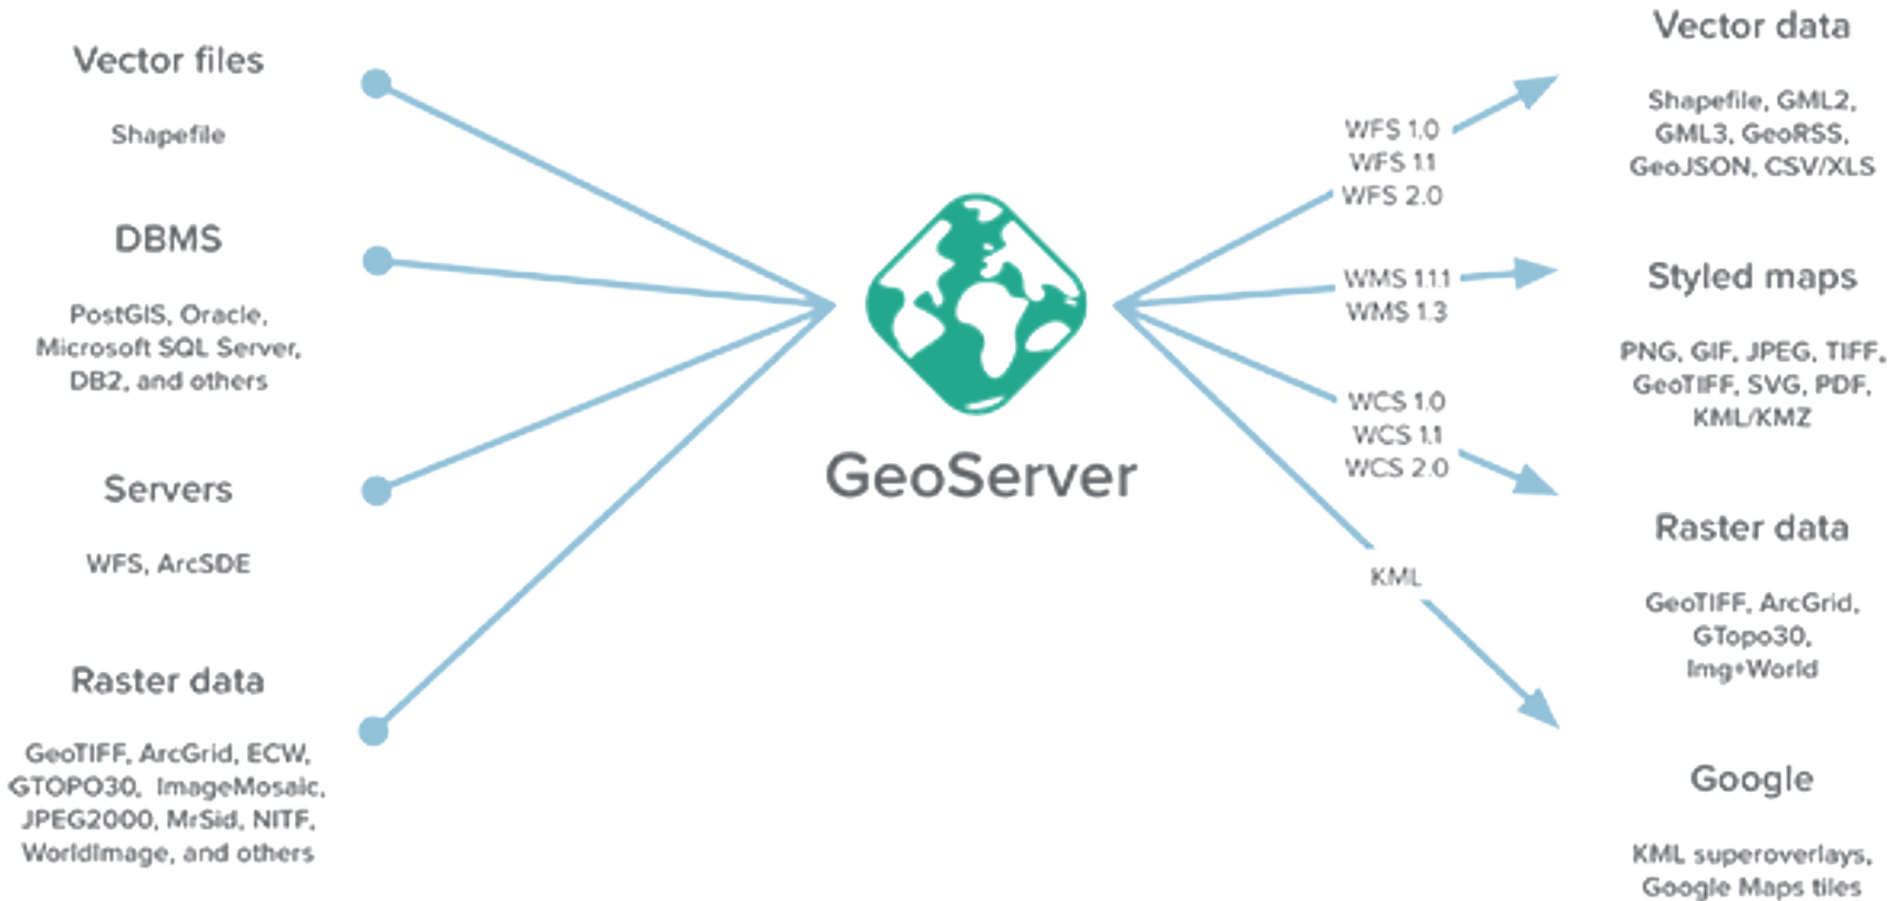 Vector files
Shapefile
DBMS
PostGIS, Oracle,
Microsoft SQL Server,
DB2, and others
Servers
WFS, ArcSDE
Raster data
GeoTIFF, ArcGrid, ECW,
GTOPO30, ImageMosaic,
JPEG2000, MrSid, NITF,
WorldImage, and others
GeoServer
WFS 1.0
WFS 1.1
WFS 2.0
WMS 1.1.1
WMS 1.3
WCS 1.0
WCS 1.1
WCS 2.0
KML
Vector data
Shapefile, GML2,
GML3, GeoRSS,
GeoJSON, CSV/XLS
Styled maps
PNG, GIF, JPEG, TIFF,
GeoTIFF, SVG, PDF,
KML/KMZ
Raster data
GeoTIFF, ArcGrid,
GTopo30,
Img+World
Google
KML superoverlays,
Google Maps tiles